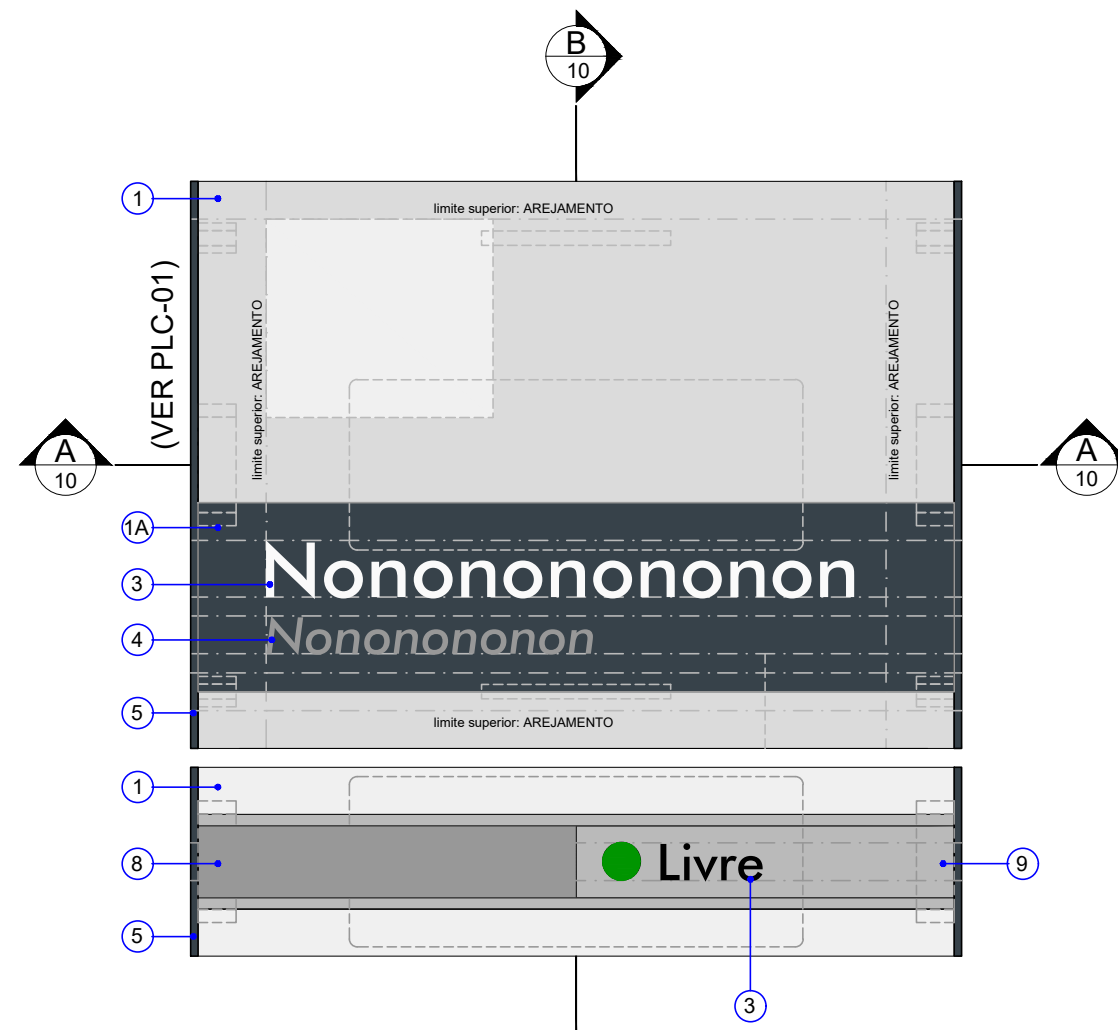 B
10
1
limite superior: AREJAMENTO
(VER PLC-01)
limite superior: AREJAMENTO
limite superior: AREJAMENTO
A
10
A
10
1A
Nonononononon
3
Nononononon
4
5
limite superior: AREJAMENTO
1
8
Livre
9
5
3